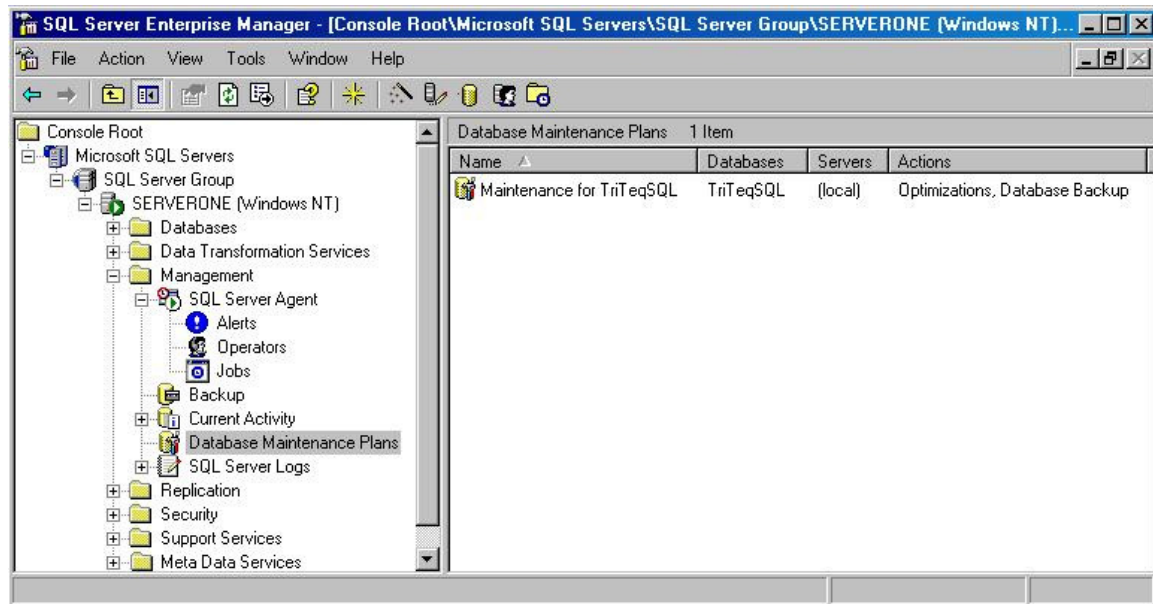 SQL Server Enterprise Manager - [Console Root\Microsoft SQL Servers\SQL Server Group\SERVERONE (Windows NT)...
File Action View Tools Window Help
Console Root
Microsoft SQL Servers
SQL Server Group
SERVERONE (Windows NT)
Databases
Data Transformation Services
Management
SQL Server Agent
Alerts
Operators
Jobs
Backup
Current Activity
Database Maintenance Plans
SQL Server Logs
Replication
Security
Support Services
Meta Data Services
Database Maintenance Plans 1 Item
Name Databases Servers Actions
Maintenance for TriTeqSQL TriTeqSQL (local) Optimizations, Database Backup